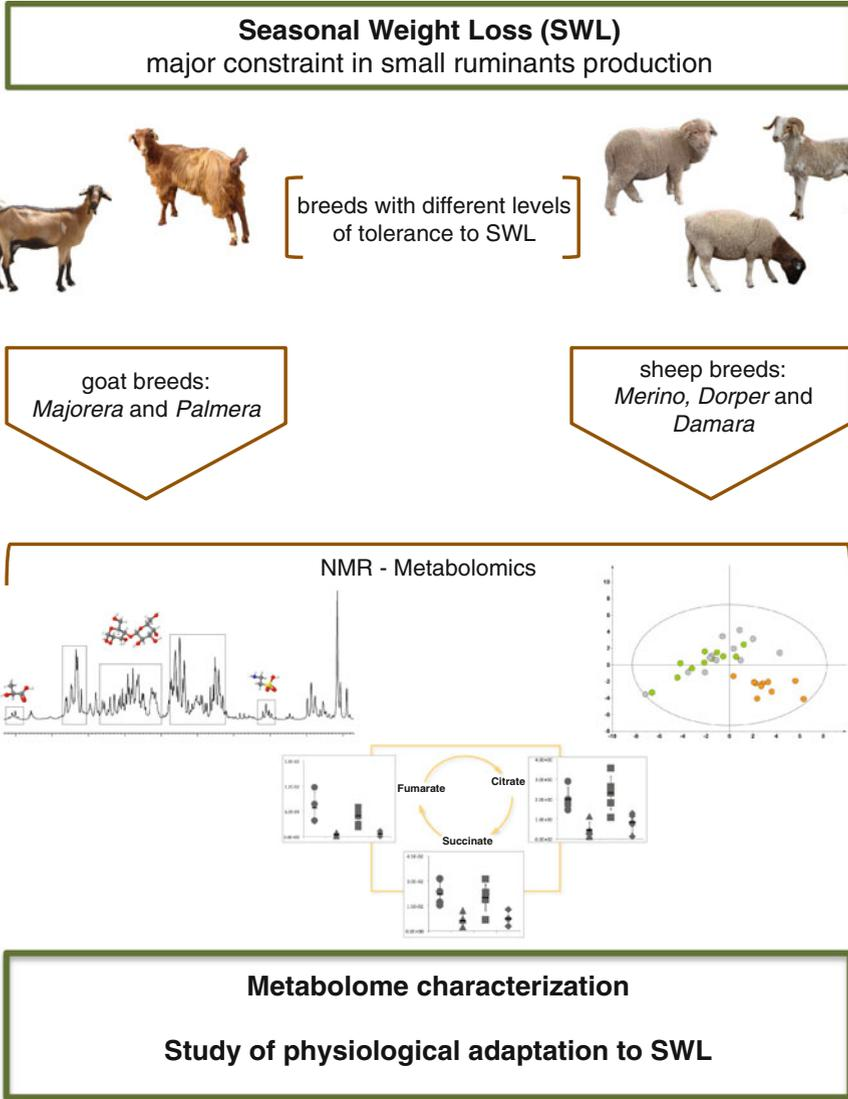 Seasonal Weight Loss (SWL)
major constraint in small ruminants production
breeds with different levels
of tolerance to SWL
goat breeds:
Majorera and Palmera
sheep breeds:
Merino, Dorper and
Damara
NMR - Metabolomics
Fumarate
Citrate
Succinate
Metabolome characterization
Study of physiological adaptation to SWL